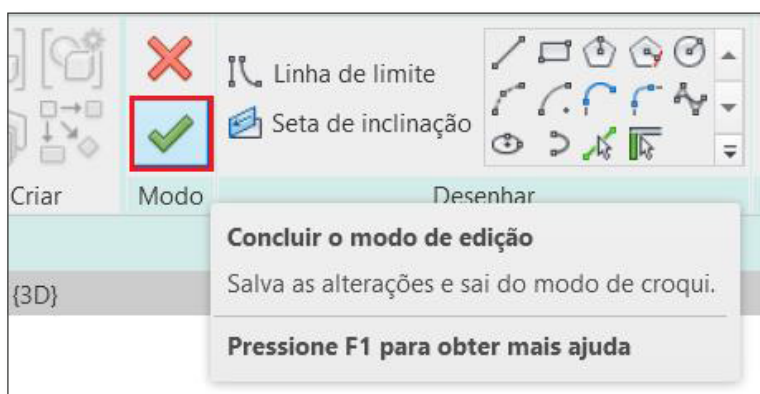 Linha de limite
Seta de inclinação
Criar
Modo
Desenhar
Concluir o modo de edição
Salva as alterações e sai do modo de croqui.
{3D}
Pressione F1 para obter mais ajuda